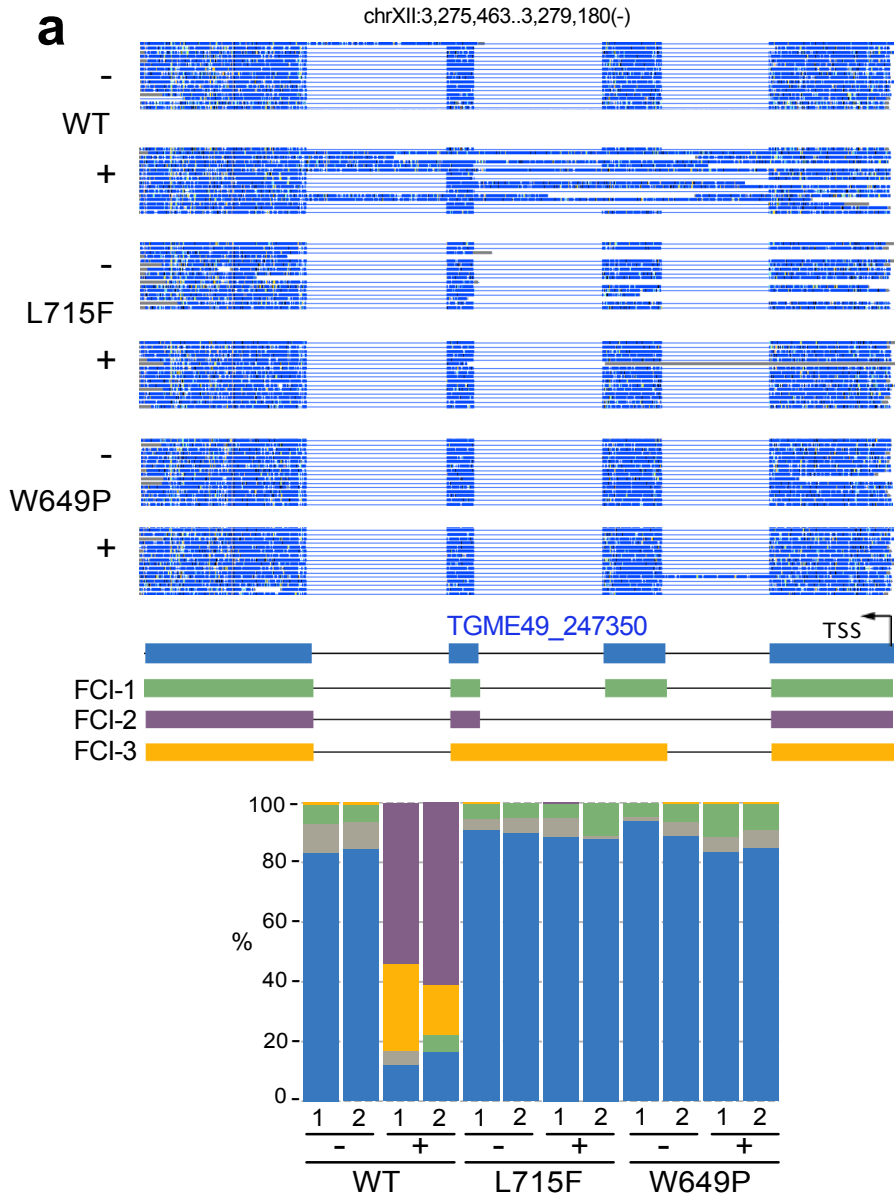 a
chrXII:3,275,463..3,279,180(-)
-
WT
+
-
L715F
+
-
W649P
+
TGME49_247350
TSS
FCI-1
FCI-2
FCI-3
100
80
60
%
40
20
0
1 2 1 2 1 2 1 2 1 2 1 2
- + - + - +
WT L715F W649P